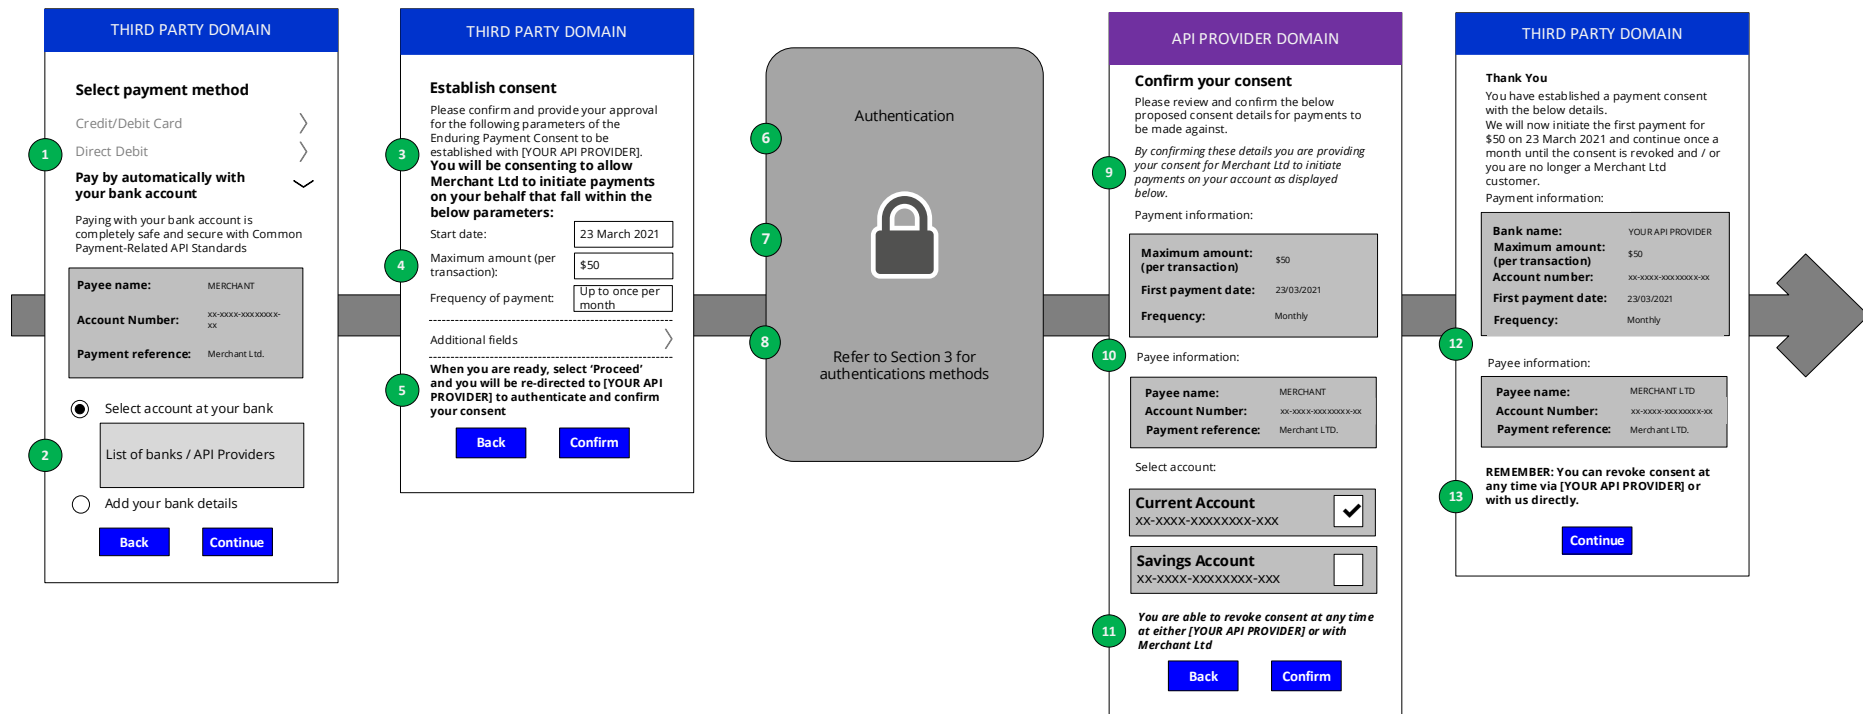 THIRD PARTY DOMAIN
Select payment method
Credit/Debit Card
Direct Debit
1
Pay by automatically with
your bank account
Paying with your bank account is
completely safe and secure with Common
Payment-Related API Standards
Payee name: MERCHANT
Account Number: xx-xxxx-xxxxxxxx-
xx
Payment reference: Merchant Ltd.
Select account at your bank
2
List of banks / API Providers
Add your bank details
Back Continue
THIRD PARTY DOMAIN
Establish consent
Please confirm and provide your approval
for the following parameters of the
Enduring Payment Consent to be
established with [YOUR API PROVIDER].
3
You will be consenting to allow
Merchant Ltd to initiate payments
on your behalf that fall within the
below parameters:
Start date: 23 March 2021
4
Maximum amount (per
transaction): $50
Frequency of payment: Up to once per
month
Additional fields
When you are ready, select ‘Proceed’
and you will be re-directed to [YOUR API
PROVIDER] to authenticate and confirm
your consent
5
Back Confirm
6
Authentication
7
8
Refer to Section 3 for
authentications methods
API PROVIDER DOMAIN
Confirm your consent
Please review and confirm the below
proposed consent details for payments to
be made against.
9
By confirming these details you are providing
your consent for Merchant Ltd to initiate
payments on your account as displayed
below.
Payment information:
Maximum amount:
(per transaction) $50
First payment date: 23/03/2021
Frequency: Monthly
10
Payee information:
Payee name: MERCHANT
Account Number: xx-xxxx-xxxxxxxx-xx
Payment reference: Merchant LTD.
Select account:
Current Account
xx-xxxx-xxxxxxxx-xxx
Savings Account
xx-xxxx-xxxxxxxx-xxx
11
You are able to revoke consent at any time
at either [YOUR API PROVIDER] or with
Merchant Ltd
Back Confirm
THIRD PARTY DOMAIN
Thank You
You have established a payment consent
with the below details.
We will now initiate the first payment for
$50 on 23 March 2021 and continue once a
month until the consent is revoked and / or
you are no longer a Merchant Ltd
customer.
Payment information:
Bank name: YOUR API PROVIDER
Maximum amount:
(per transaction) $50
Account number: xx-xxxx-xxxxxxxx-xx
First payment date: 23/03/2021
Frequency: Monthly
12
Payee information:
Payee name: MERCHANT LTD
Account Number: xx-xxxx-xxxxxxxx-xx
Payment reference: Merchant LTD.
13
REMEMBER: You can revoke consent at
any time via [YOUR API PROVIDER] or
with us directly.
Continue